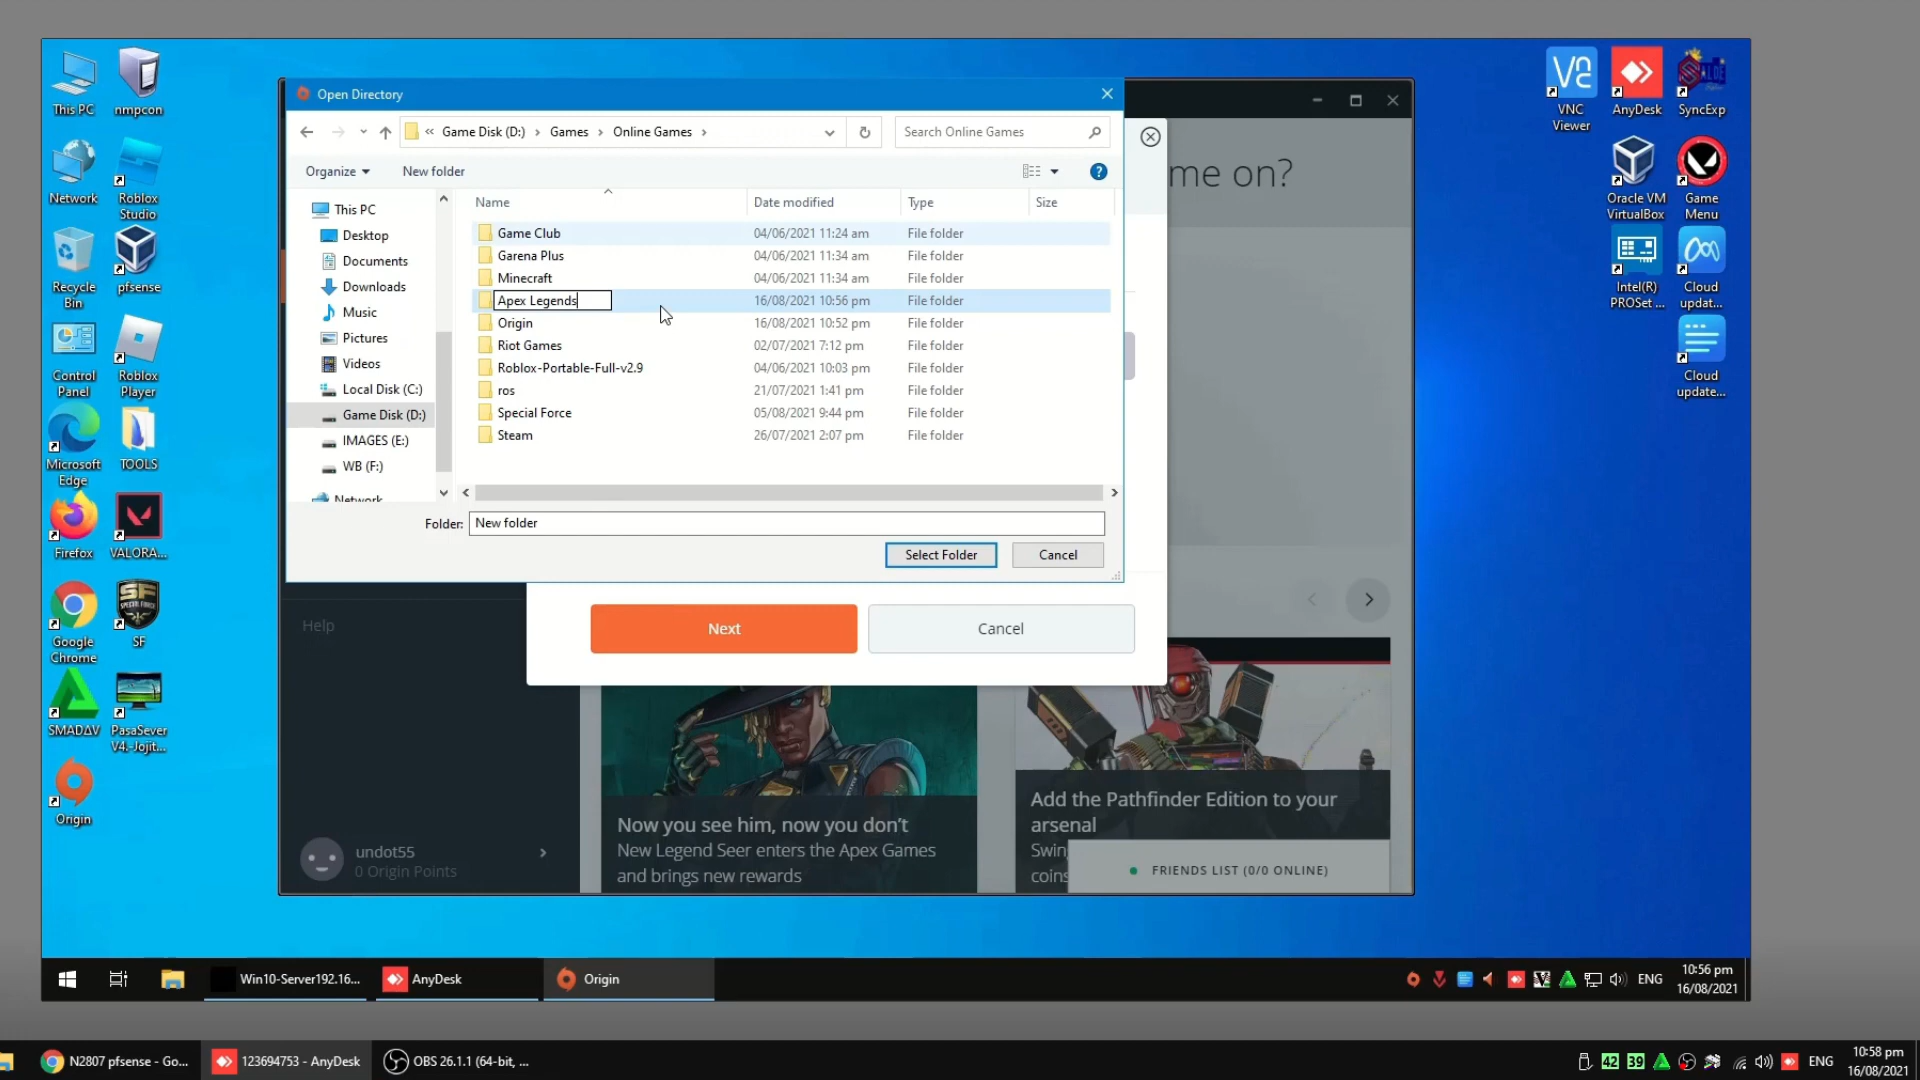 This PC
nmpcon
Network
Roblox
Studio
Recycle
Bin
pfsense
Control
Panel
Roblox
Player
Microsoft
Edge
TOOLS
Firefox
VALORA...
Google
Chrome
SPECIAL FORCE
SF
SMADΔV
PasaSever
V4.-Jojit...
Origin
Open Directory
« Game Disk (D:) › Games › Online Games ›
Search Online Games
Organize
New folder
This PC
Desktop
Documents
Downloads
Music
Pictures
Videos
Local Disk (C:)
Game Disk (D:)
IMAGES (E:)
WB (F:)
Network
Name Date modified Type Size
Game Club 04/06/2021 11:24 am File folder
Garena Plus 04/06/2021 11:34 am File folder
Minecraft 04/06/2021 11:34 am File folder
Apex Legends 16/08/2021 10:56 pm File folder
Origin 16/08/2021 10:52 pm File folder
Riot Games 02/07/2021 7:12 pm File folder
Roblox-Portable-Full-v2.9 04/06/2021 10:03 pm File folder
ros 21/07/2021 1:41 pm File folder
Special Force 05/08/2021 9:44 pm File folder
Steam 26/07/2021 2:07 pm File folder
Folder: New folder
Select Folder
Cancel
me on?
Next
Cancel
Help
undot55
0 Origin Points
Now you see him, now you don't
New Legend Seer enters the Apex Games
and brings new rewards
Add the Pathfinder Edition to your
arsenal
Swin
coins
FRIENDS LIST (0/0 ONLINE)
VNC
Viewer
AnyDesk
SyncExp
Oracle VM
VirtualBox
Game
Menu
Intel(R)
PROSet ...
Cloud
updat...
Cloud
update...
Win10-Server192.16...
AnyDesk
Origin
ENG
10:56 pm
16/08/2021
N2807 pfsense - Go...
123694753 - AnyDesk
OBS 26.1.1 (64-bit, ...
42
39
ENG
10:58 pm
16/08/2021